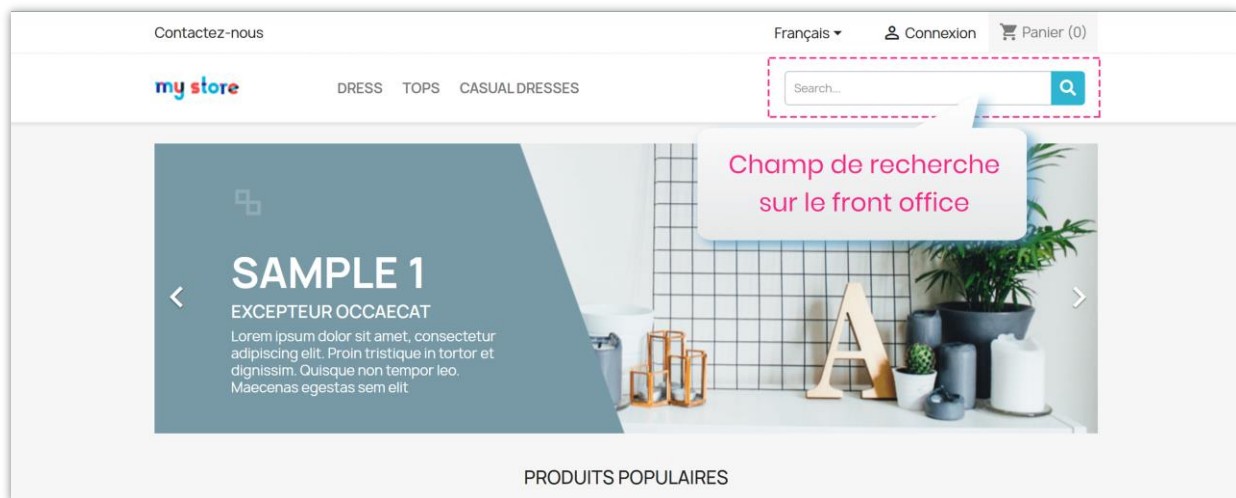 Contactez-nous
Français
Connexion
Panier (0)
my store
DRESS TOPS CASUAL DRESSES
Search...
Champ de recherche
sur le front office
SAMPLE 1
EXCEPTEUR OCCAECAT
Lorem ipsum dolor sit amet, consectetur
adipiscing elit. Proin tristique in tortor et
dignissim. Quisque non tempor leo.
Maecenas egestas sem elit
A
PRODUITS POPULAIRES